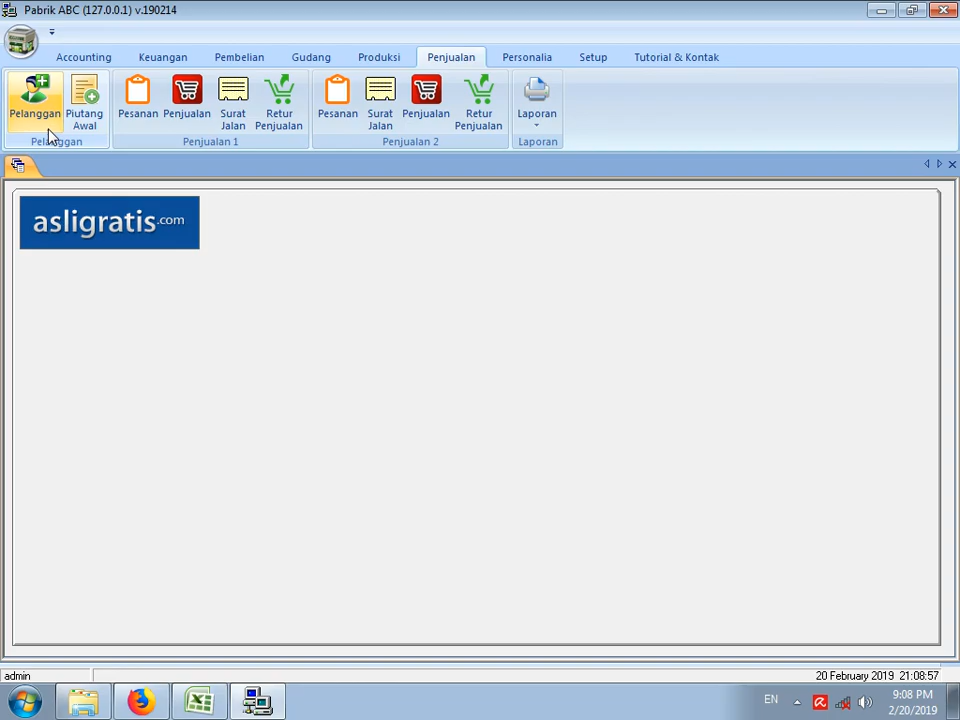 Pabrik ABC (127.0.0.1) v.190214
Accounting Keuangan Pembelian Gudang Produksi Penjualan Personalia Setup Tutorial & Kontak
Pelanggan
Piutang Awal
Pesanan
Penjualan
Surat Jalan
Retur Penjualan
Pesanan
Surat Jalan
Penjualan
Retur Penjualan
Laporan
Pelanggan Penjualan 1 Penjualan 2 Laporan
asligratis.com
admin 20 February 2019 21:08:57
EN 9:08 PM
2/20/2019